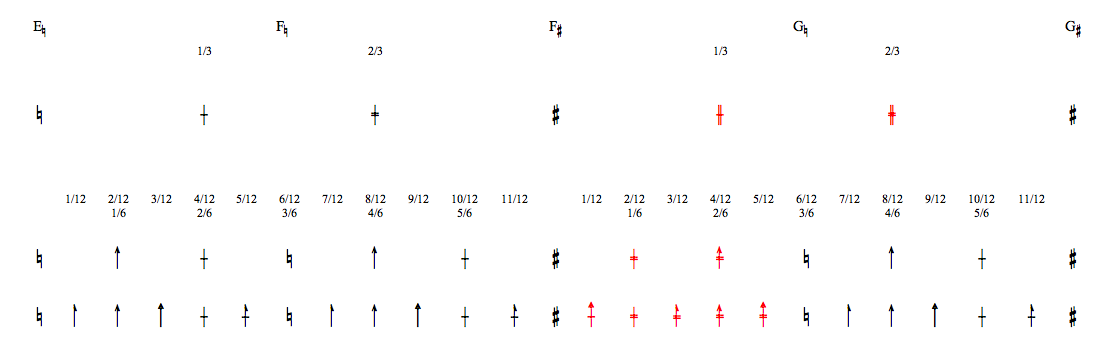 E♮ F♮ F♯ G♮ G♯
1/3 2/3 1/3 2/3
♮ ♯ ♯
1/12 2/12 3/12 4/12 5/12 6/12 7/12 8/12 9/12 10/12 11/12 1/12 2/12 3/12 4/12 5/12 6/12 7/12 8/12 9/12 10/12 11/12
1/6 2/6 3/6 4/6 5/6 1/6 2/6 3/6 4/6 5/6
♮ ↑ ♮ ↑ ♯ ♮ ↑ ♯
♮ ♮ ♯ ♮ ♯